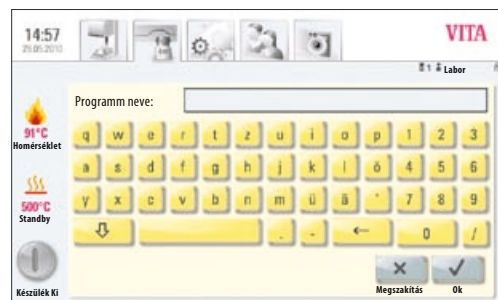 14:57
VITA
29.05.2010
1 Labor
Programm neve:
91°C
Homérséklet
q w e r t z u i o p 1 2 3
a s d f g h j k l ö 4 5 6
500°C
Standby
y x c v b n m ü ä 7 8 9
. - ← 0 /
Készülék Ki
Megszakítás Ok